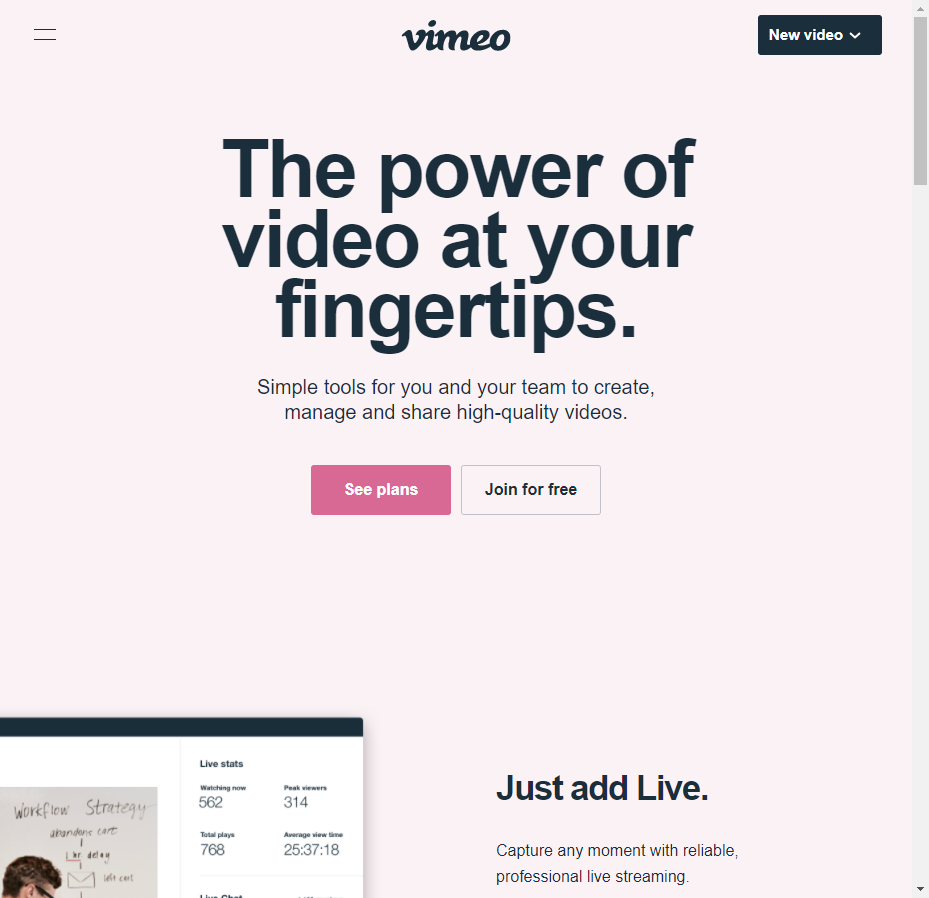 vimeo
New video
The power of
video at your
fingertips.
Simple tools for you and your team to create,
manage and share high-quality videos.
See plans
Join for free
Live stats
Watching now
Peak viewers
562
314
Total plays
Average view time
768
25:37:18
Workflow Strategy
abandone cart
1 hr delay
left cart
Live Chat
Just add Live.
Capture any moment with reliable,
professional live streaming.